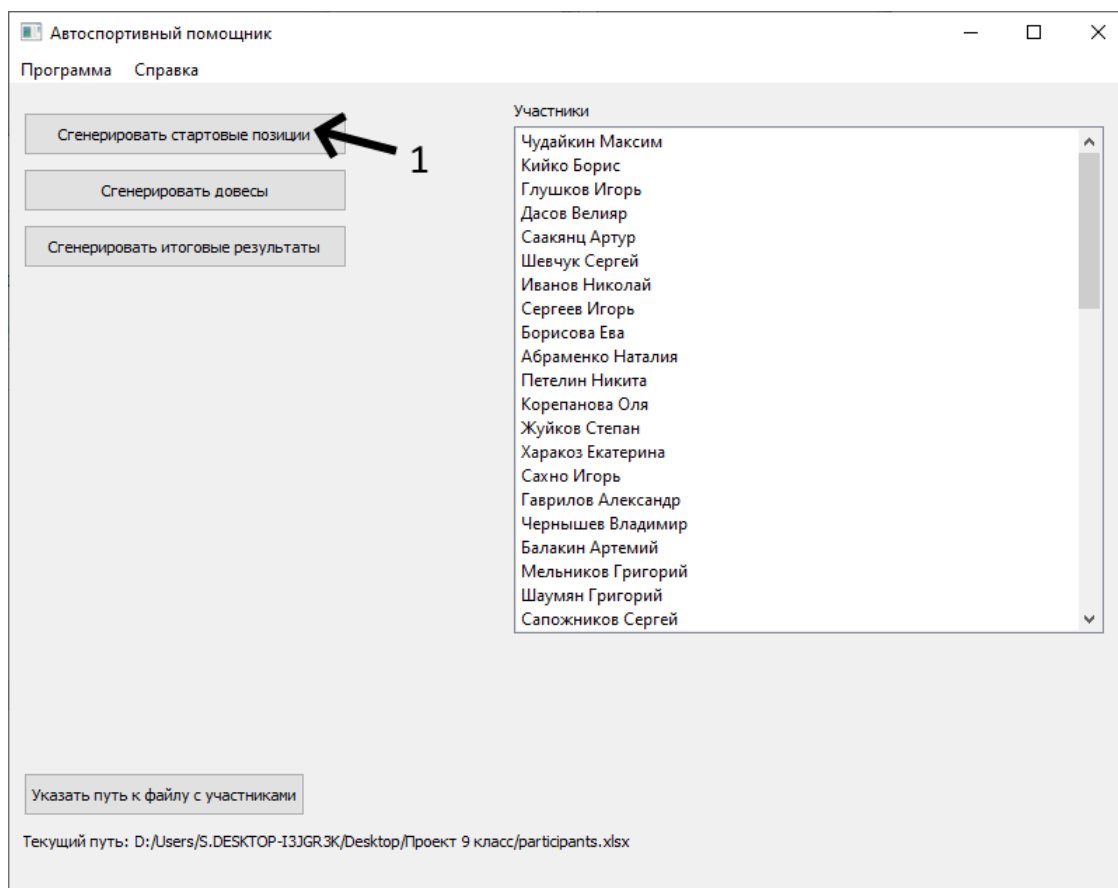 Автоспортивный помощник
Программа Справка
Сгенерировать стартовые позиции
1
Сгенерировать довесы
Сгенерировать итоговые результаты
Участники
Чудайкин Максим
Кийко Борис
Глушков Игорь
Дасов Велияр
Саакянц Артур
Шевчук Сергей
Иванов Николай
Сергеев Игорь
Борисова Ева
Абраменко Наталия
Петелин Никита
Корепанова Оля
Жуйков Степан
Харакоз Екатерина
Сахно Игорь
Гаврилов Александр
Чернышев Владимир
Балакин Артемий
Мельников Григорий
Шаумян Григорий
Сапожников Сергей
Указать путь к файлу с участниками
Текущий путь: D:/Users/S.DESKTOP-I3JGR3K/Desktop/Проект 9 класс/participants.xlsx